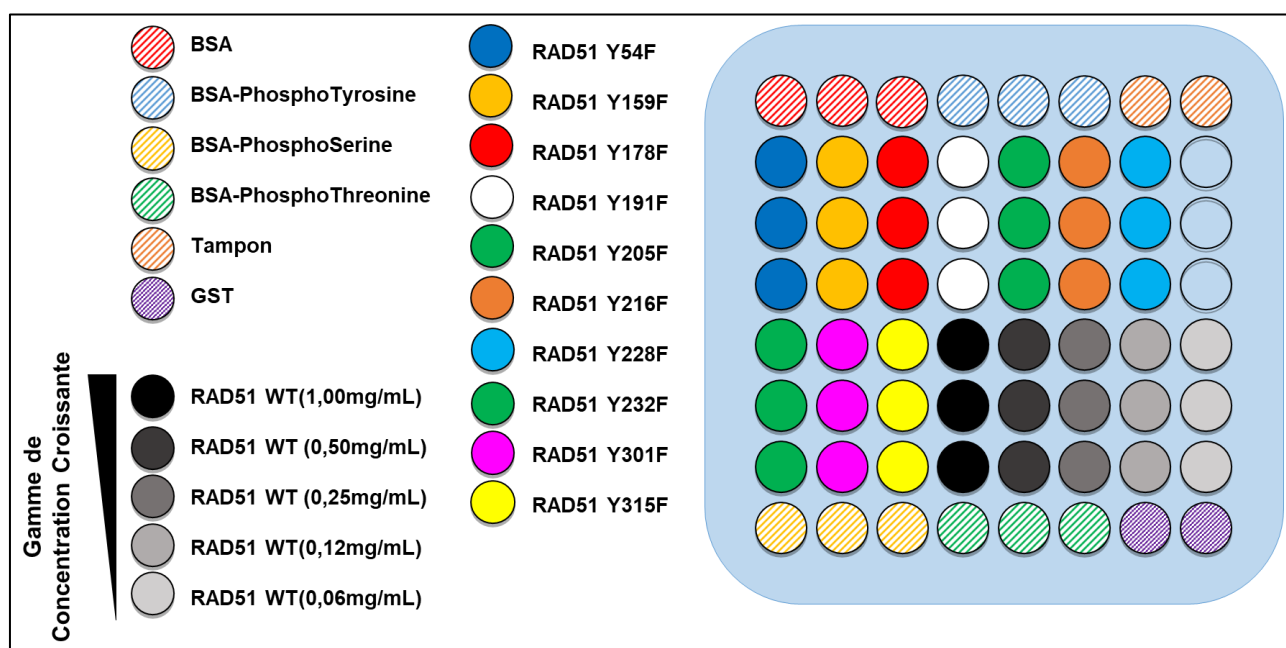 BSA
BSA-PhosphoTyrosine
BSA-PhosphoSerine
BSA-PhosphoThreonine
Tampon
GST
Gamme de
Concentration Croissante
RAD51 WT(1,00mg/mL)
RAD51 WT (0,50mg/mL)
RAD51 WT (0,25mg/mL)
RAD51 WT(0,12mg/mL)
RAD51 WT(0,06mg/mL)
RAD51 Y54F
RAD51 Y159F
RAD51 Y178F
RAD51 Y191F
RAD51 Y205F
RAD51 Y216F
RAD51 Y228F
RAD51 Y232F
RAD51 Y301F
RAD51 Y315F